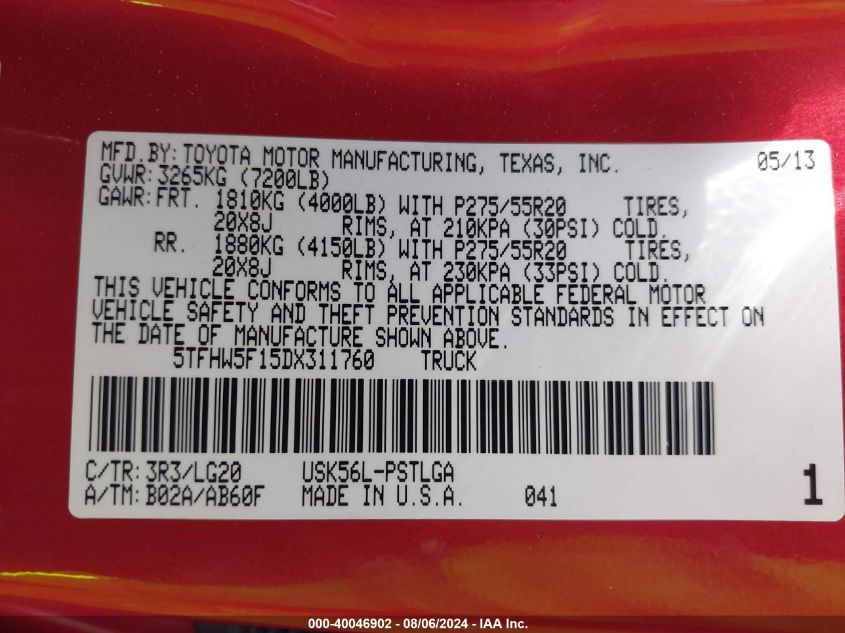 MFD.BY:TOYOTA MOTOR MANUFACTURING, TEXAS, INC. 05/13
GVWR:3265KG (7200LB)
GAWR:FRT. 1810KG (4000LB) WITH P275/55R20 TIRES,
20X8J RIMS, AT 210KPA (30PSI) COLD.
RR. 1880KG (4150LB) WITH P275/55R20 TIRES,
20X8J RIMS, AT 230KPA (33PSI) COLD.
THIS VEHICLE CONFORMS TO ALL APPLICABLE FEDERAL MOTOR
VEHICLE SAFETY AND THEFT PREVENTION STANDARDS IN EFFECT ON
THE DATE OF MANUFACTURE SHOWN ABOVE.
5TFHW5F15DX311760 TRUCK
C/TR:3R3/LG20 USK56L-PSTLGA
A/TM:B02A/AB60F MADE IN U.S.A. 041 1
000-40046902 - 08/06/2024 - IAA Inc.